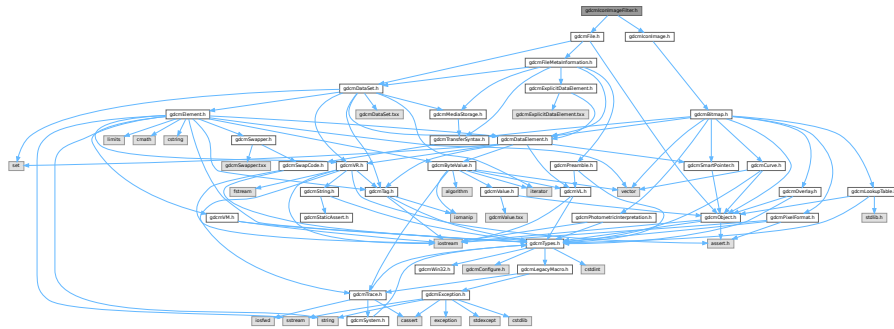 gdcmIconImageFilter.h
gdcmFile.h
gdcmIconImage.h
gdcmFileMetaInformation.h
gdcmDataSet.h
gdcmExplicitDataElement.h
gdcmElement.h
gdcmDataSet.txx
gdcmMediaStorage.h
gdcmExplicitDataElement.txx
gdcmBitmap.h
limits
cmath
cstring
gdcmSwapper.h
gdcmTransferSyntax.h
gdcmDataElement.h
set
gdcmSwapper.txx
gdcmSwapCode.h
gdcmVR.h
gdcmByteValue.h
gdcmPreamble.h
gdcmSmartPointer.h
gdcmCurve.h
fstream
gdcmString.h
gdcmTag.h
algorithm
gdcmValue.h
iterator
gdcmVL.h
vector
gdcmOverlay.h
gdcmLookupTable.h
gdcmVM.h
gdcmStaticAssert.h
iomanip
gdcmValue.txx
gdcmPhotometricInterpretation.h
gdcmObject.h
gdcmPixelFormat.h
stdlib.h
iostream
gdcmTypes.h
assert.h
gdcmWin32.h
gdcmConfigure.h
gdcmLegacyMacro.h
cstdint
gdcmTrace.h
gdcmException.h
iosfwd
sstream
string
gdcmSystem.h
cassert
exception
stdexcept
cstdlib